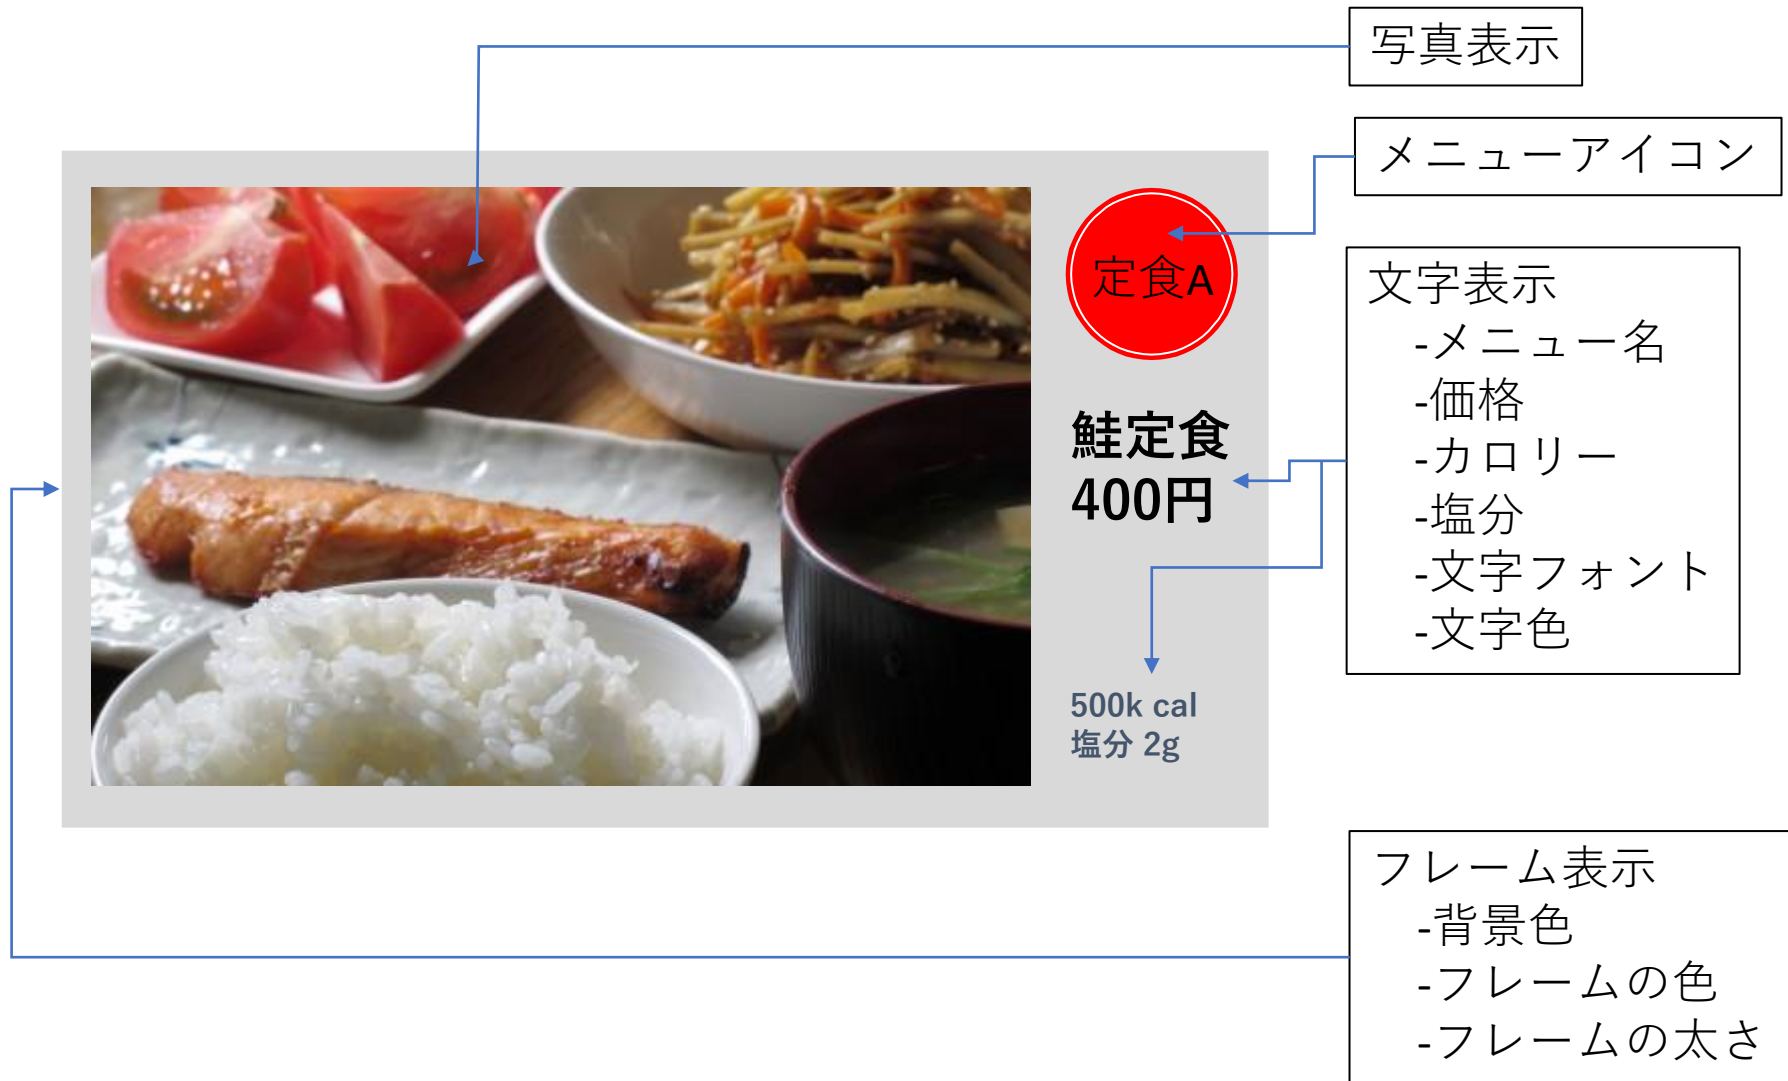 写真表示
メニューアイコン
定食A
文字表示
-メニュー名
-価格
-カロリー
-塩分
-文字フォント
-文字色
鮭定食
400円
500k cal
塩分 2g
フレーム表示
-背景色
-フレームの色
-フレームの太さ